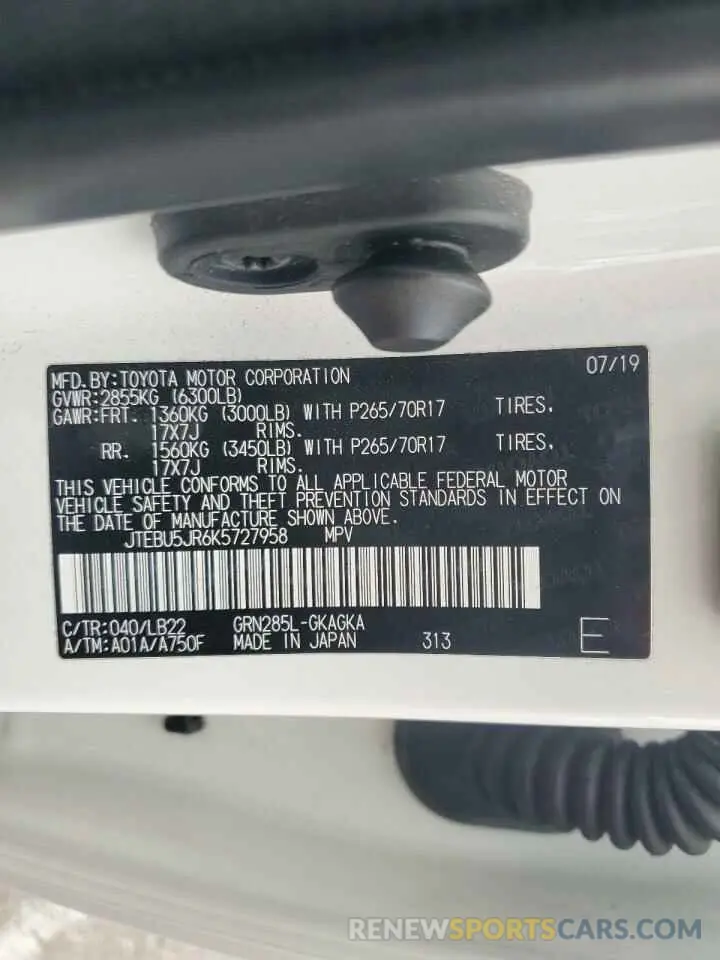 MFD.BY:TOYOTA MOTOR CORPORATION 07/19
GVWR:2855KG (6300LB)
GAWR:FRT. 1360KG (3000LB) WITH P265/70R17 TIRES,
17X7J RIMS.
RR. 1560KG (3450LB) WITH P265/70R17 TIRES,
17X7J RIMS.
THIS VEHICLE CONFORMS TO ALL APPLICABLE FEDERAL MOTOR
VEHICLE SAFETY AND THEFT PREVENTION STANDARDS IN EFFECT ON
THE DATE OF MANUFACTURE SHOWN ABOVE.
JTEBU5JR6K5727958 MPV
C/TR:040/LB22 GRN285L-GKAGKA
A/TM:A01A/A750F MADE IN JAPAN 313 E
RENEWSPORTSCARS.COM